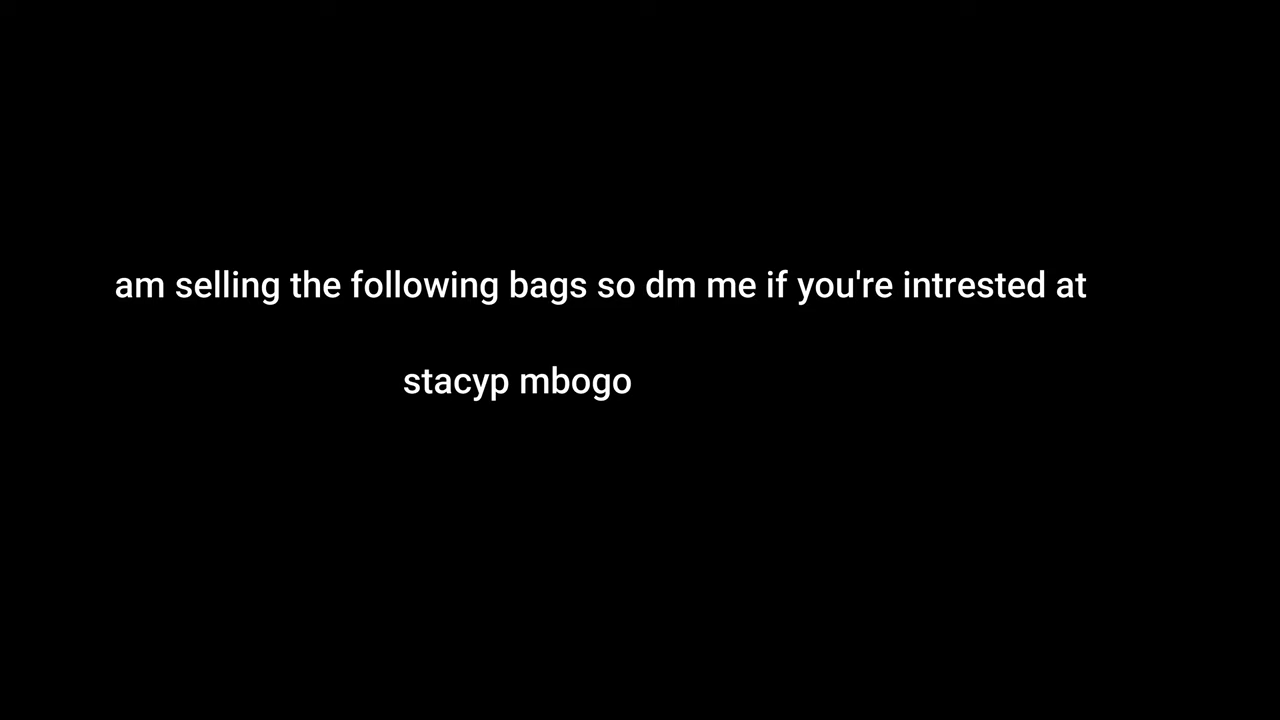 am selling the following bags so dm me if you're intrested at
stacyp mbogo